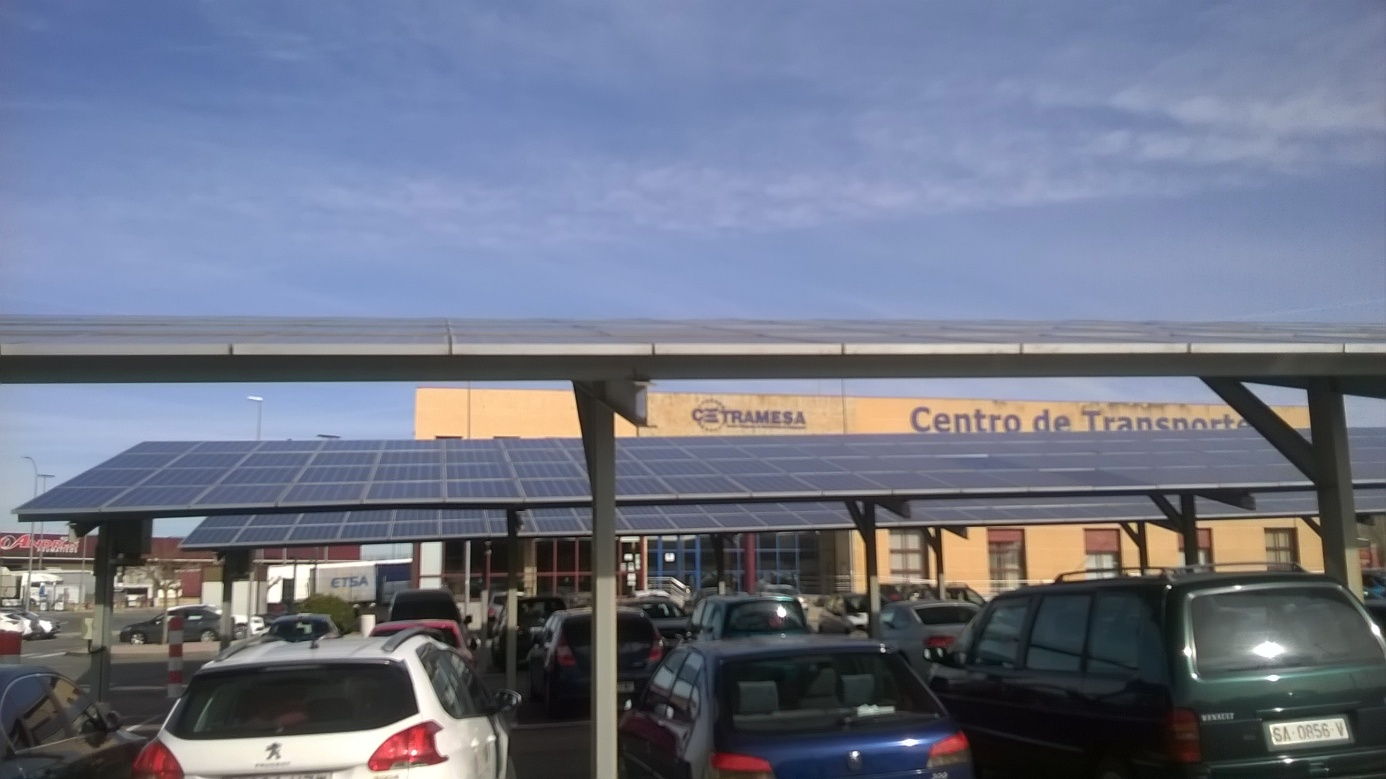 CETRAMESA
Centro de Transporte
ETSA
PEUGEOT
RENAULT
SA·0856·V